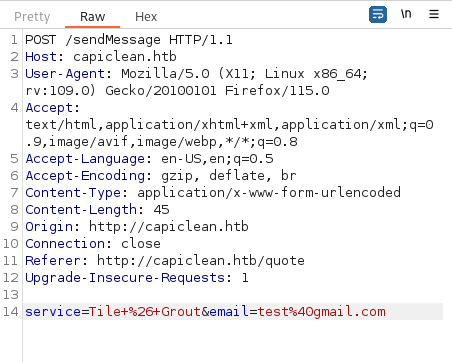 Pretty Raw Hex \n
1 POST /sendMessage HTTP/1.1
2 Host: capiclean.htb
3 User-Agent: Mozilla/5.0 (X11; Linux x86_64;
rv:109.0) Gecko/20100101 Firefox/115.0
4 Accept:
text/html,application/xhtml+xml,application/xml;q=0
.9,image/avif,image/webp,*/*;q=0.8
5 Accept-Language: en-US,en;q=0.5
6 Accept-Encoding: gzip, deflate, br
7 Content-Type: application/x-www-form-urlencoded
8 Content-Length: 45
9 Origin: http://capiclean.htb
10 Connection: close
11 Referer: http://capiclean.htb/quote
12 Upgrade-Insecure-Requests: 1
13
14 service=Tile+%26+Grout&email=test%40gmail.com